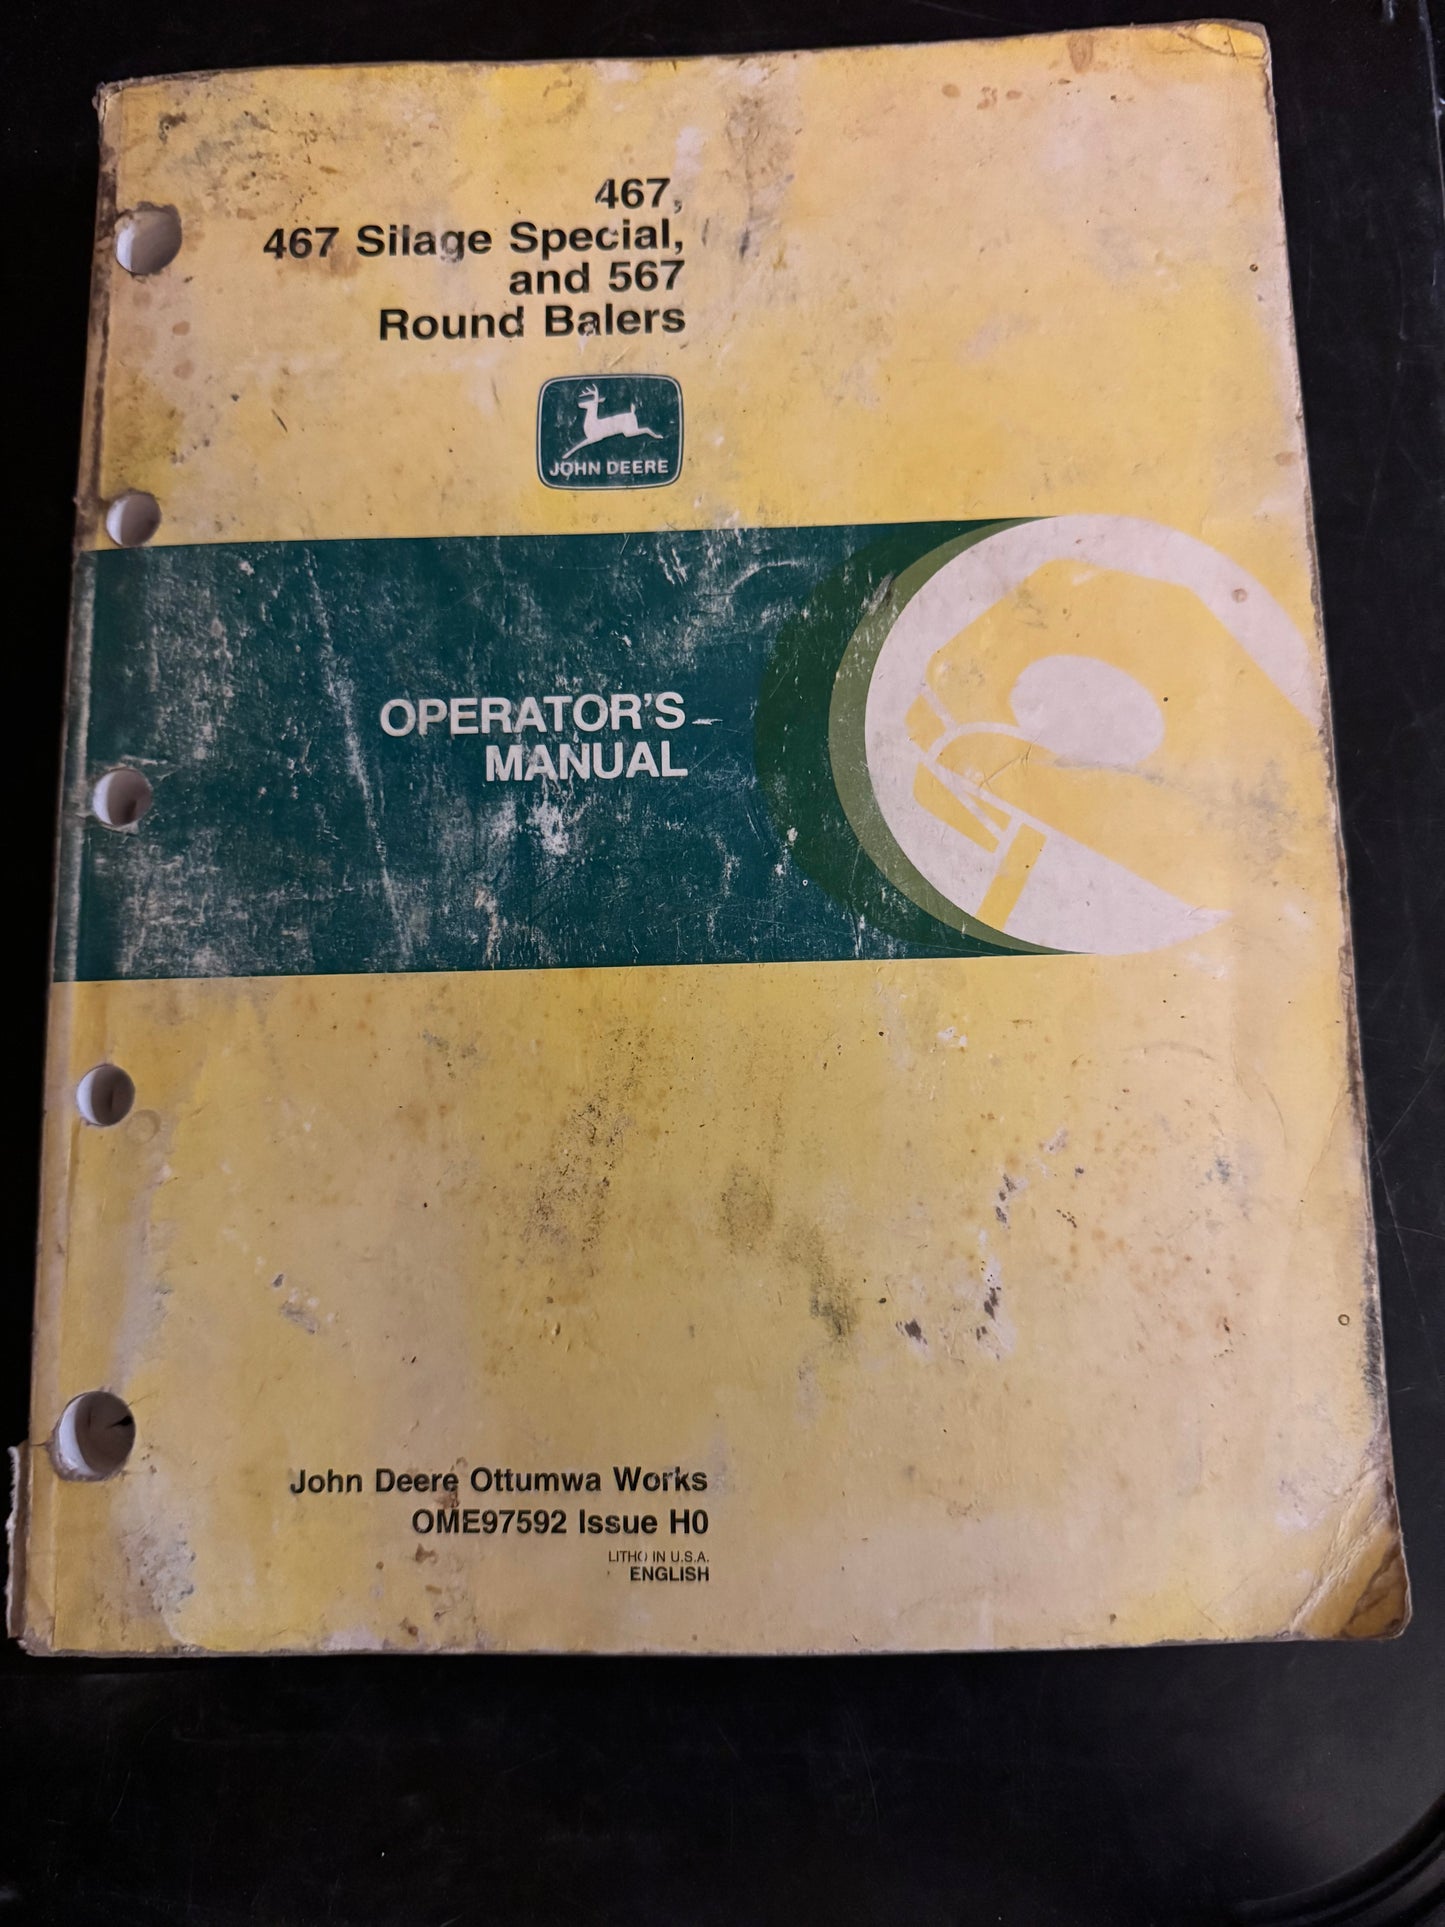 467,
467 Silage Special,
and 567
Round Balers
JOHN DEERE
OPERATOR'S
MANUAL
John Deere Ottumwa Works
OME97592 Issue H0
LITHO IN U.S.A.
ENGLISH